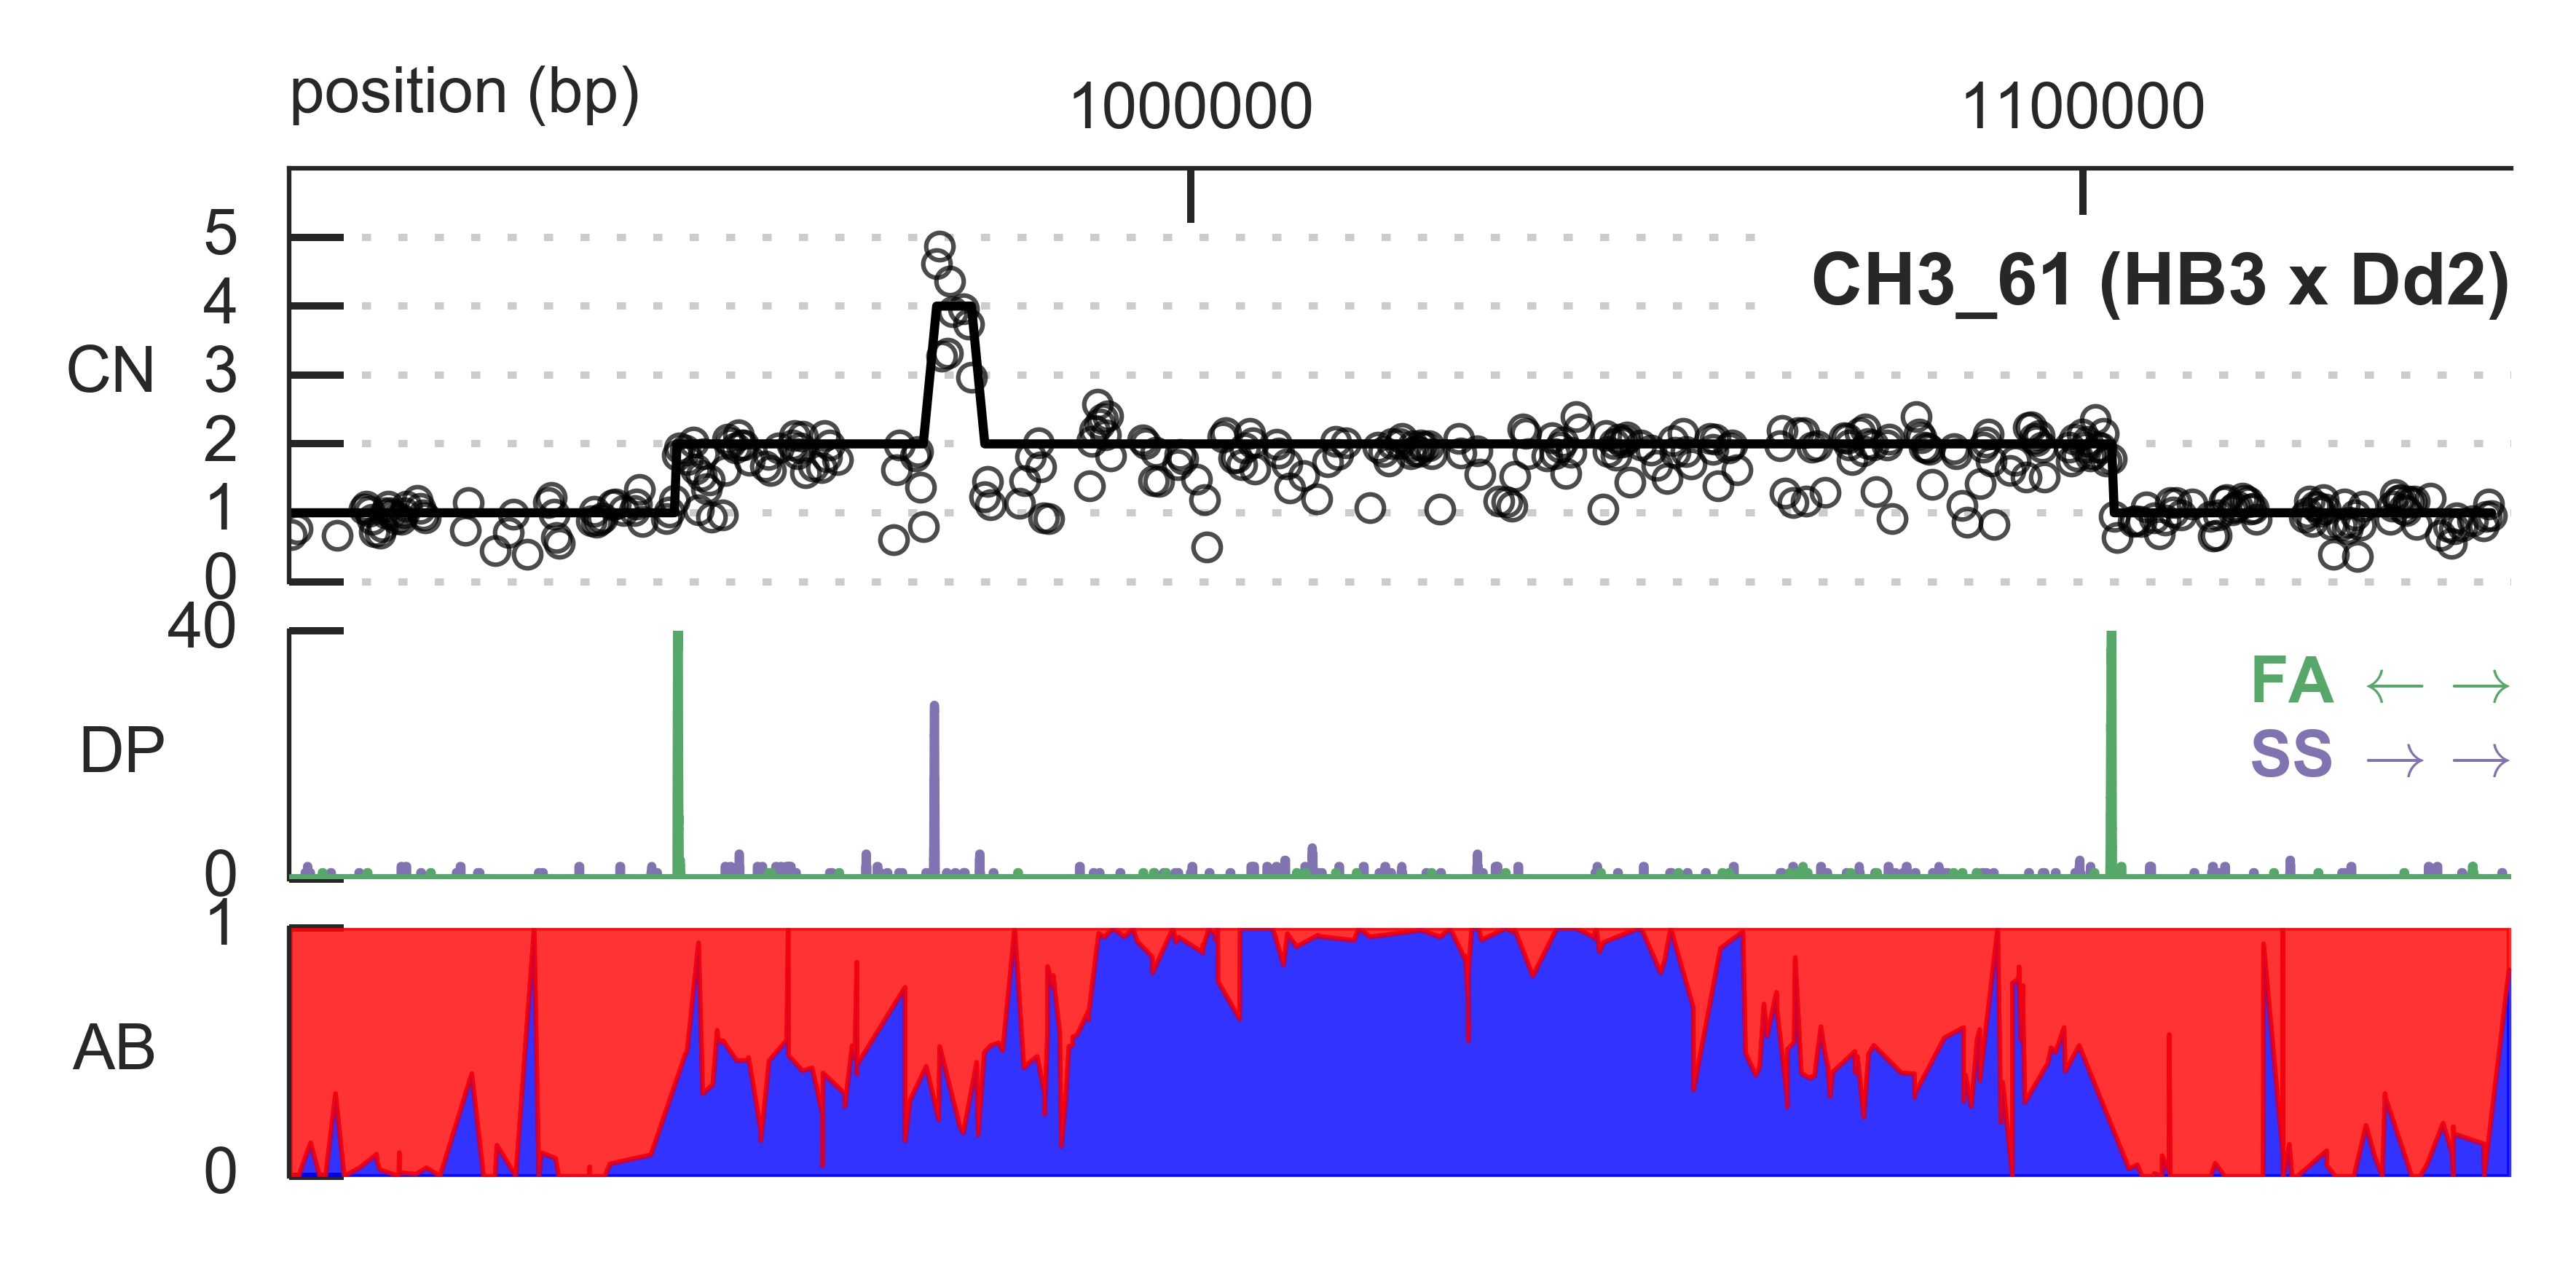 position (bp)
1000000
1100000
5
4
3
2
1
0
CN
CH3_61 (HB3 x Dd2)
40
0
DP
FA ← →
SS → →
1
0
AB